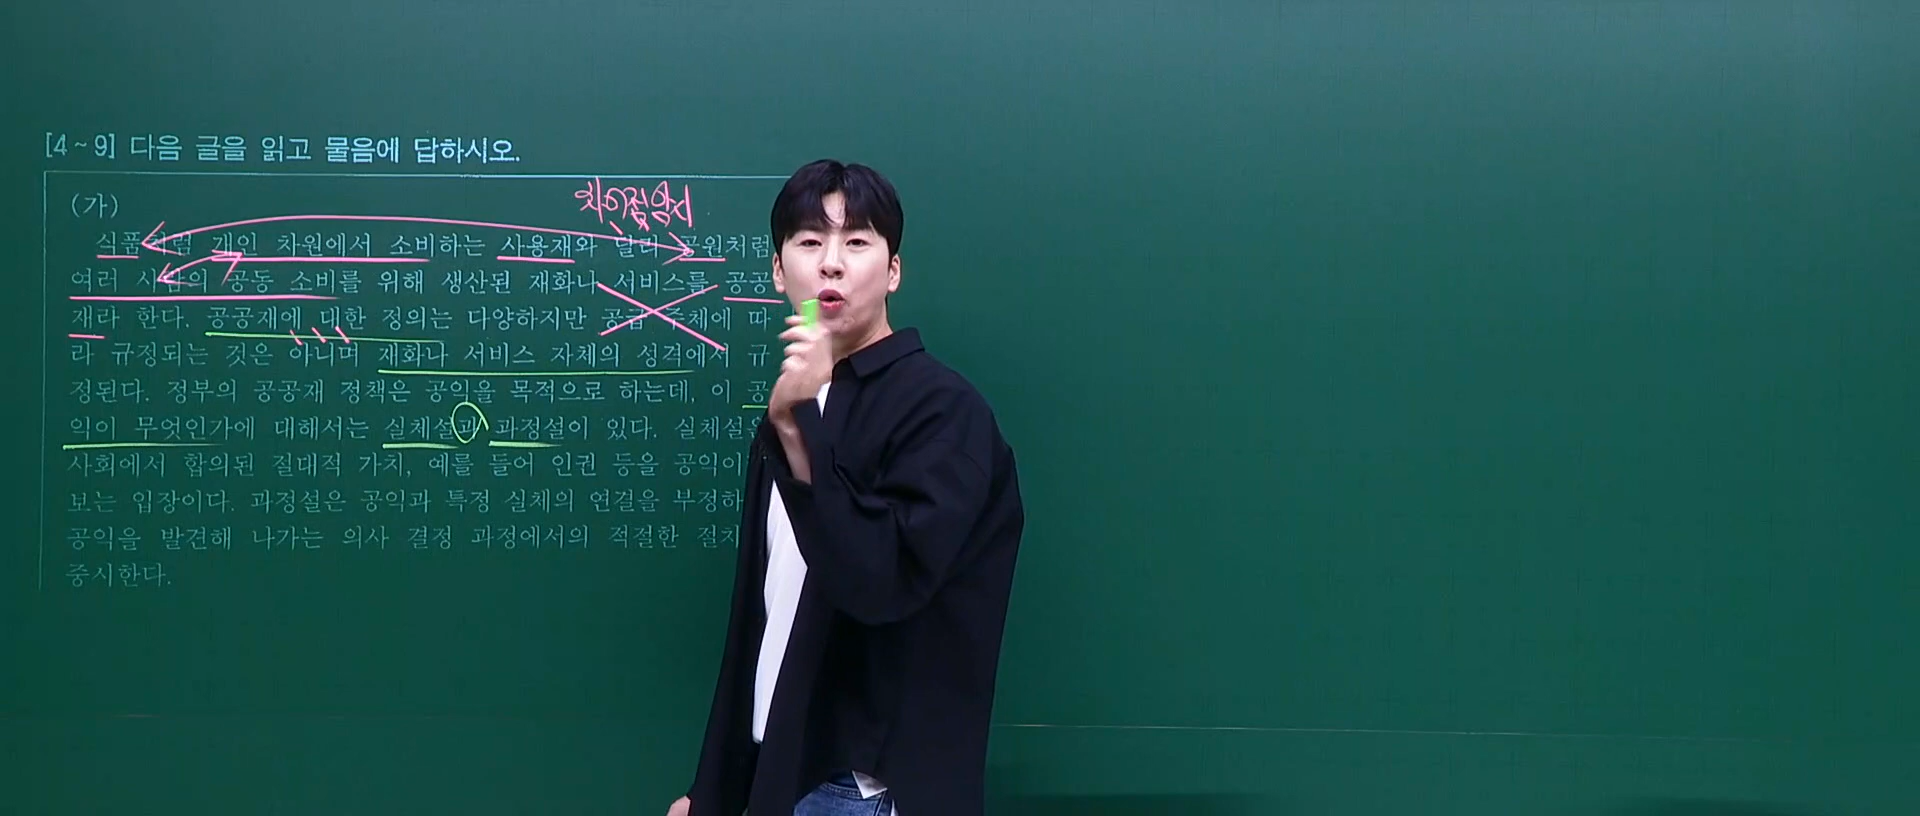 [4~9] 다음 글을 읽고 물음에 답하시오.
(가)
차이점 암시
식품처럼 개인 차원에서 소비하는 사용재와 달리 공원처럼
여러 사람의 공동 소비를 위해 생산된 재화나 서비스를 공공
재라 한다. 공공재에 대한 정의는 다양하지만 공급 주체에 따
라 규정되는 것은 아니며 재화나 서비스 자체의 성격에서 규
정된다. 정부의 공공재 정책은 공익을 목적으로 하는데, 이 공
익이 무엇인가에 대해서는 실체설과 과정설이 있다. 실체설은
사회에서 합의된 절대적 가치, 예를 들어 인권 등을 공익이
보는 입장이다. 과정설은 공익과 특정 실체의 연결을 부정하
공익을 발견해 나가는 의사 결정 과정에서의 적절한 절차
중시한다.